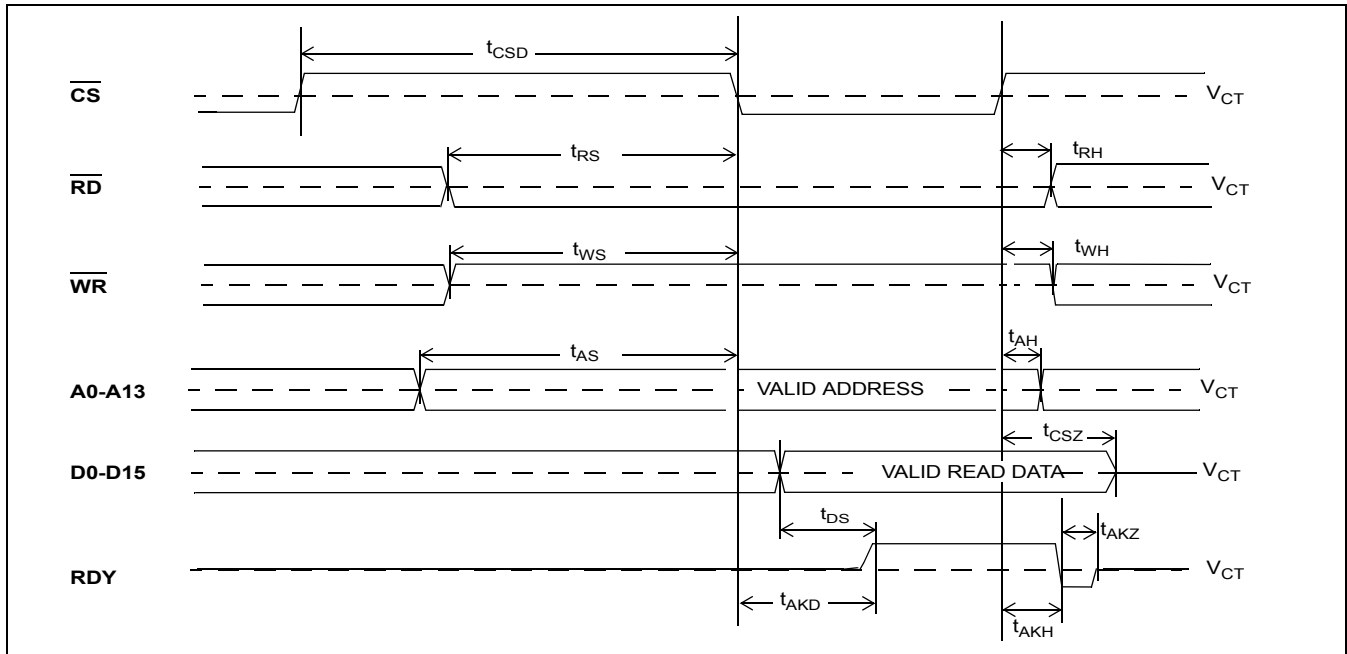 tCSD
CS VCT
tRS tRH
RD VCT
tWS tWH
WR VCT
tAS tAH
A0-A13 VALID ADDRESS VCT
tCSZ
D0-D15 VALID READ DATA VCT
tDS tAKZ
RDY VCT
tAKD tAKH